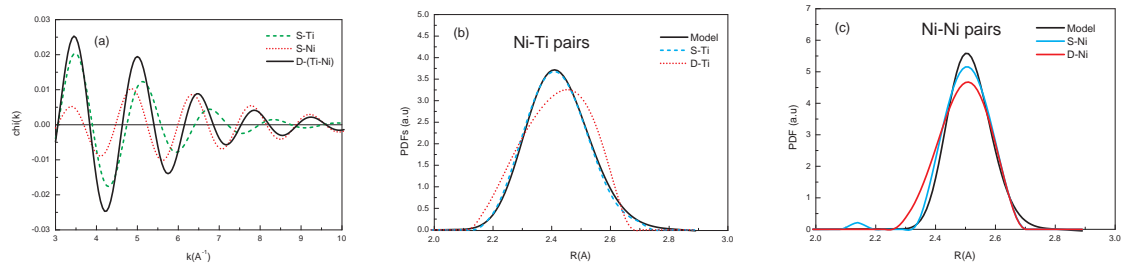 (a)
S-Ti
S-Ni
D-(Ti-Ni)
chi(k)
0.03
0.02
0.01
0.00
-0.01
-0.02
-0.03
3 4 5 6 7 8 9 10
k(A⁻¹)
(b)
Ni-Ti pairs
Model
S-Ti
D-Ti
PDFs (a.u)
5.0
4.5
4.0
3.5
3.0
2.5
2.0
1.5
1.0
0.5
0.0
2.0 2.2 2.4 2.6 2.8 3.0
R(A)
(c)
Ni-Ni pairs
Model
S-Ni
D-Ni
PDF (a.u)
7
6
5
4
3
2
1
0
2.0 2.2 2.4 2.6 2.8 3.0
R(A)